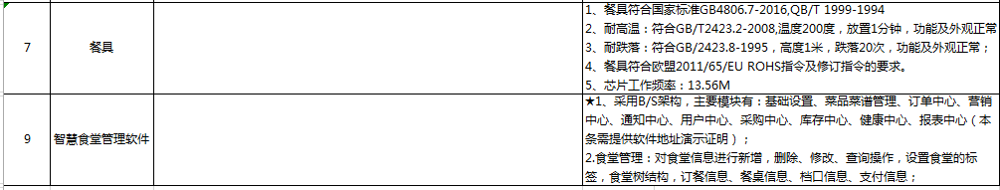 7
餐具
1、餐具符合国家标准GB4806.7-2016,QB/T 1999-1994
2、耐高温：符合GB/T2423.2-2008,温度200度，放置1分钟，功能及外观正常
3、耐跌落：符合GB/2423.8-1995，高度1米，跌落20次，功能及外观正常；
4、餐具符合欧盟2011/65/EU ROHS指令及修订指令的要求。
5、芯片工作频率：13.56M
9
智慧食堂管理软件
★1、采用B/S架构，主要模块有：基础设置、菜品菜谱管理、订单中心、营销
中心、通知中心、用户中心、采购中心、库存中心、健康中心、报表中心（本
条需提供软件地址演示证明）；
2.食堂管理：对食堂信息进行新增，删除、修改、查询操作，设置食堂的标
签，食堂树结构，订餐信息、餐桌信息、档口信息、支付信息；